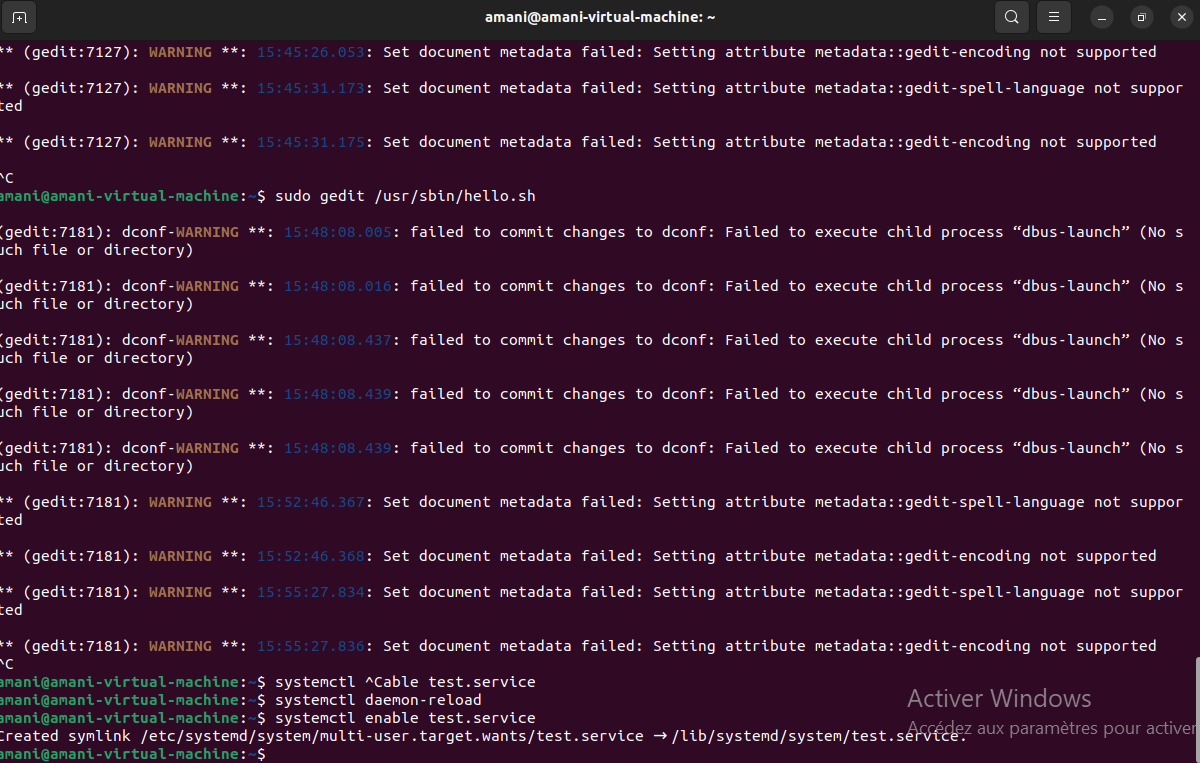 amani@amani-virtual-machine: ~
** (gedit:7127): WARNING **: 15:45:26.053: Set document metadata failed: Setting attribute metadata::gedit-encoding not supported
** (gedit:7127): WARNING **: 15:45:31.173: Set document metadata failed: Setting attribute metadata::gedit-spell-language not suppor
ted
** (gedit:7127): WARNING **: 15:45:31.175: Set document metadata failed: Setting attribute metadata::gedit-encoding not supported
^C
amani@amani-virtual-machine:~$ sudo gedit /usr/sbin/hello.sh
(gedit:7181): dconf-WARNING **: 15:48:08.005: failed to commit changes to dconf: Failed to execute child process “dbus-launch” (No s
uch file or directory)
(gedit:7181): dconf-WARNING **: 15:48:08.016: failed to commit changes to dconf: Failed to execute child process “dbus-launch” (No s
uch file or directory)
(gedit:7181): dconf-WARNING **: 15:48:08.437: failed to commit changes to dconf: Failed to execute child process “dbus-launch” (No s
uch file or directory)
(gedit:7181): dconf-WARNING **: 15:48:08.439: failed to commit changes to dconf: Failed to execute child process “dbus-launch” (No s
uch file or directory)
(gedit:7181): dconf-WARNING **: 15:48:08.439: failed to commit changes to dconf: Failed to execute child process “dbus-launch” (No s
uch file or directory)
** (gedit:7181): WARNING **: 15:52:46.367: Set document metadata failed: Setting attribute metadata::gedit-spell-language not suppor
ted
** (gedit:7181): WARNING **: 15:52:46.368: Set document metadata failed: Setting attribute metadata::gedit-encoding not supported
** (gedit:7181): WARNING **: 15:55:27.834: Set document metadata failed: Setting attribute metadata::gedit-spell-language not suppor
ted
** (gedit:7181): WARNING **: 15:55:27.836: Set document metadata failed: Setting attribute metadata::gedit-encoding not supported
^C
amani@amani-virtual-machine:~$ systemctl ^Cable test.service
amani@amani-virtual-machine:~$ systemctl daemon-reload
amani@amani-virtual-machine:~$ systemctl enable test.service
Created symlink /etc/systemd/system/multi-user.target.wants/test.service → /lib/systemd/system/test.service.
amani@amani-virtual-machine:~$
Activer Windows
Accédez aux paramètres pour activer